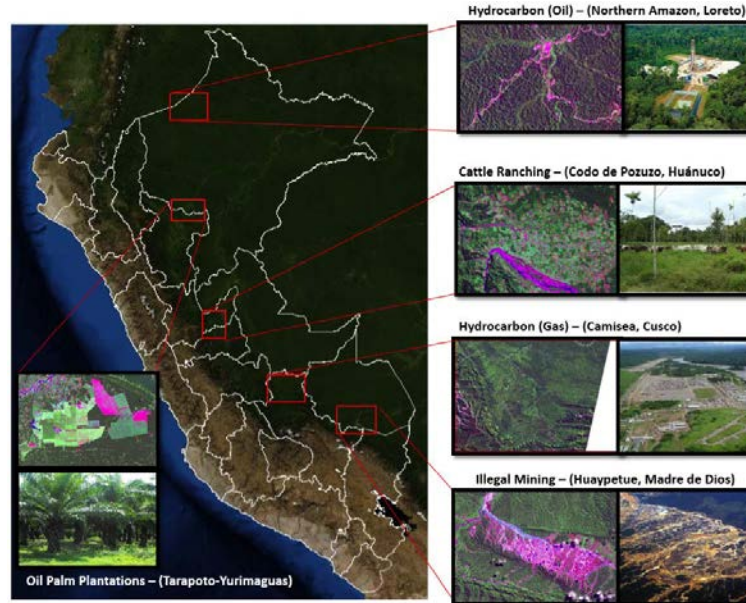 Hydrocarbon (Oil) – (Northern Amazon, Loreto)
Cattle Ranching – (Codo de Pozuzo, Huánuco)
Hydrocarbon (Gas) – (Camisea, Cusco)
Illegal Mining – (Huaypetue, Madre de Dios)
Oil Palm Plantations – (Tarapoto-Yurimaguas)